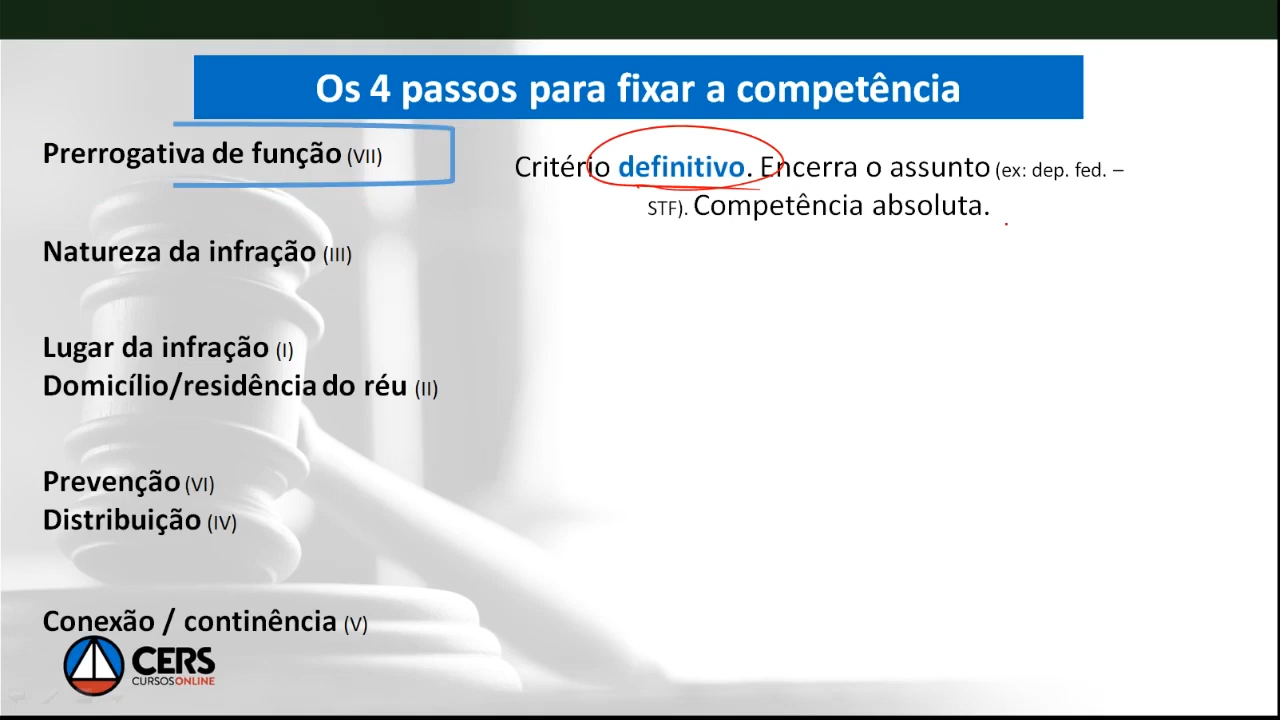 Os 4 passos para fixar a competência
Prerrogativa de função (VII)
Critério definitivo. Encerra o assunto (ex: dep. fed. –
STF). Competência absoluta.
Natureza da infração (III)
Lugar da infração (I)
Domicílio/residência do réu (II)
Prevenção (VI)
Distribuição (IV)
Conexão / continência (V)
CERS
CURSOS ONLINE